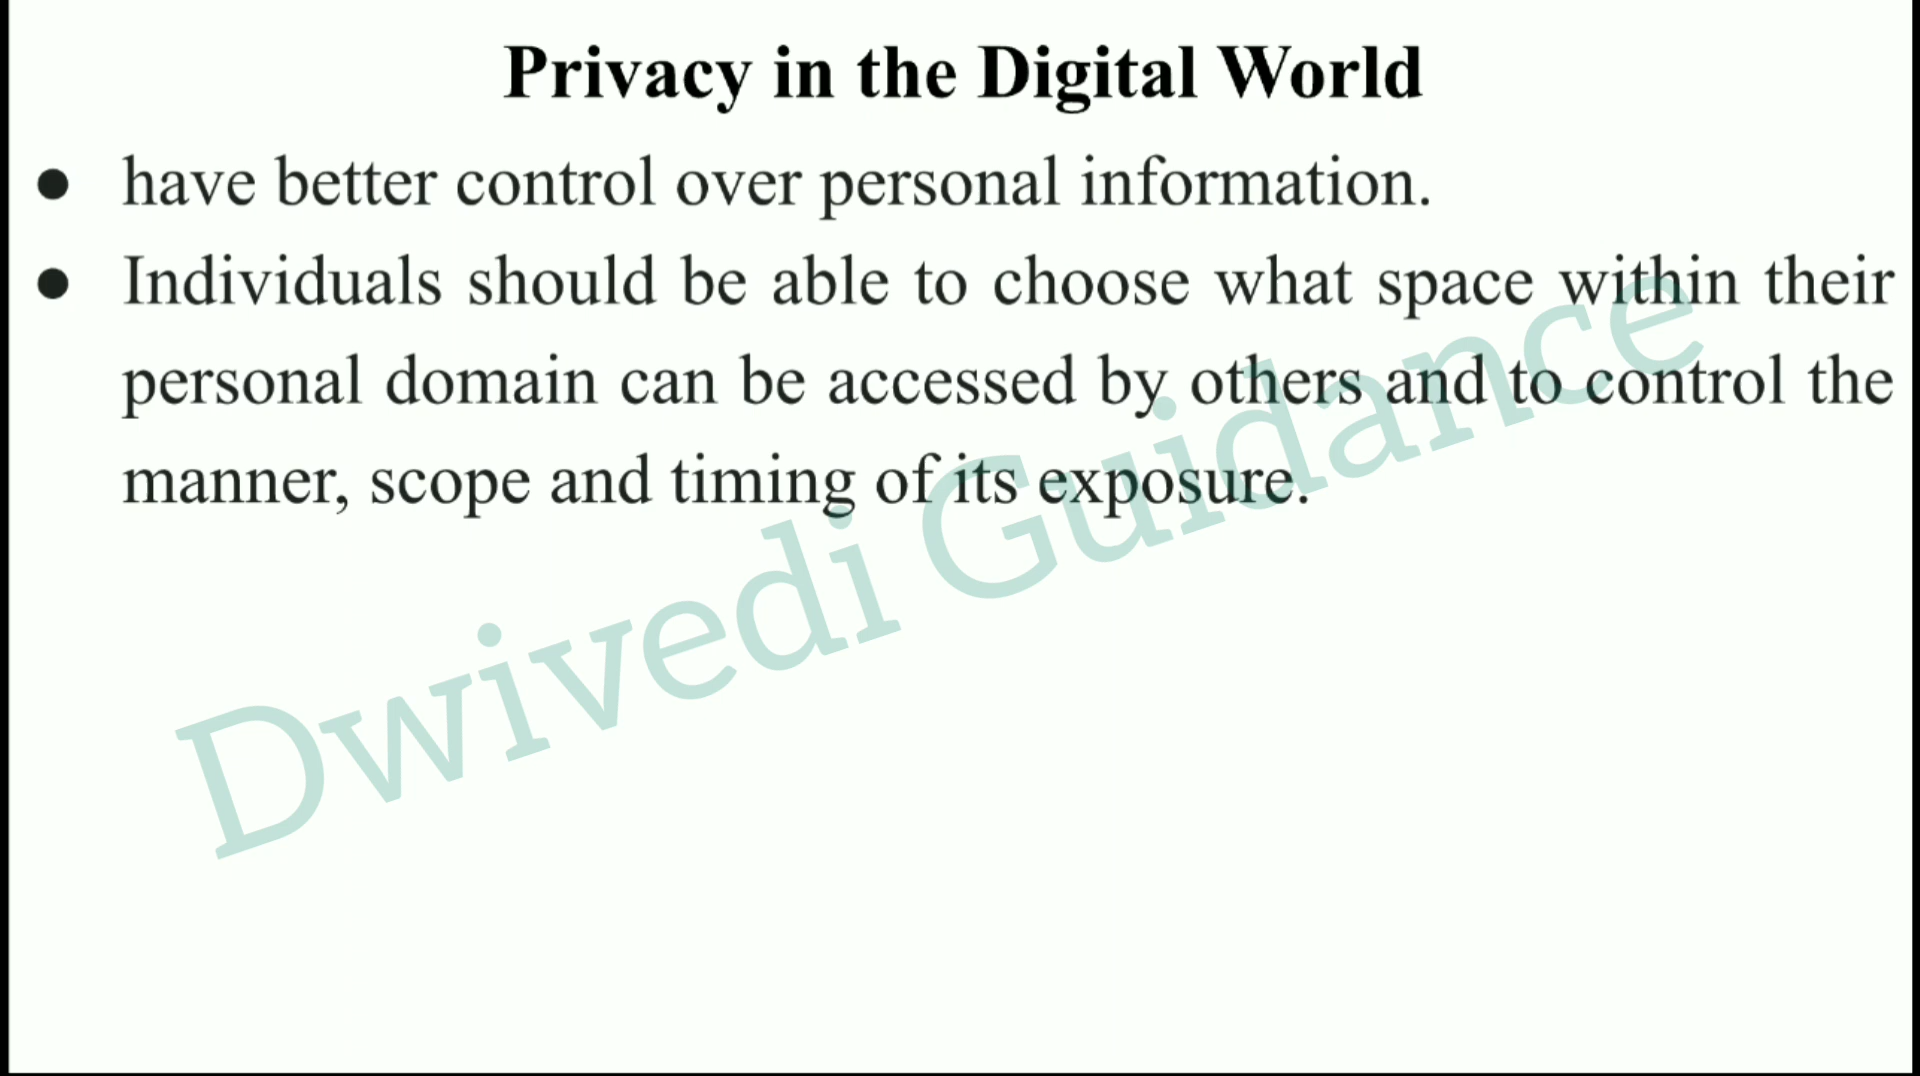 Privacy in the Digital World
● have better control over personal information.
● Individuals should be able to choose what space within their
personal domain can be accessed by others and to control the
manner, scope and timing of its exposure.
Dwivedi Guidance